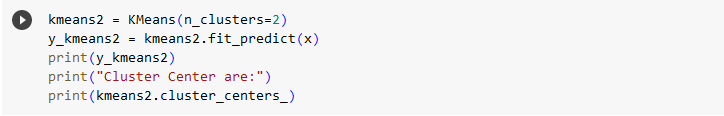 kmeans2 = KMeans(n_clusters=2)
y_kmeans2 = kmeans2.fit_predict(x)
print(y_kmeans2)
print("Cluster Center are:")
print(kmeans2.cluster_centers_)